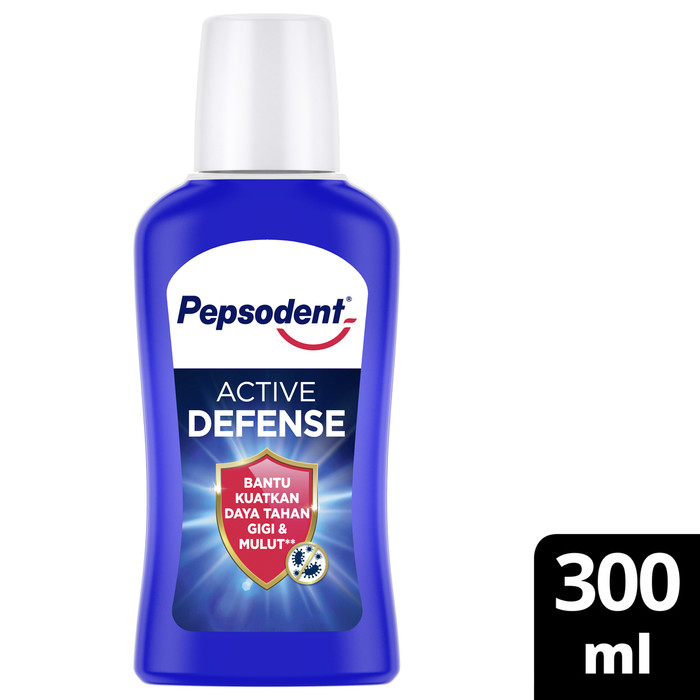 Pepsodent®
ACTIVE
DEFENSE
BANTU
KUATKAN
DAYA TAHAN
GIGI &
MULUT**
300
ml